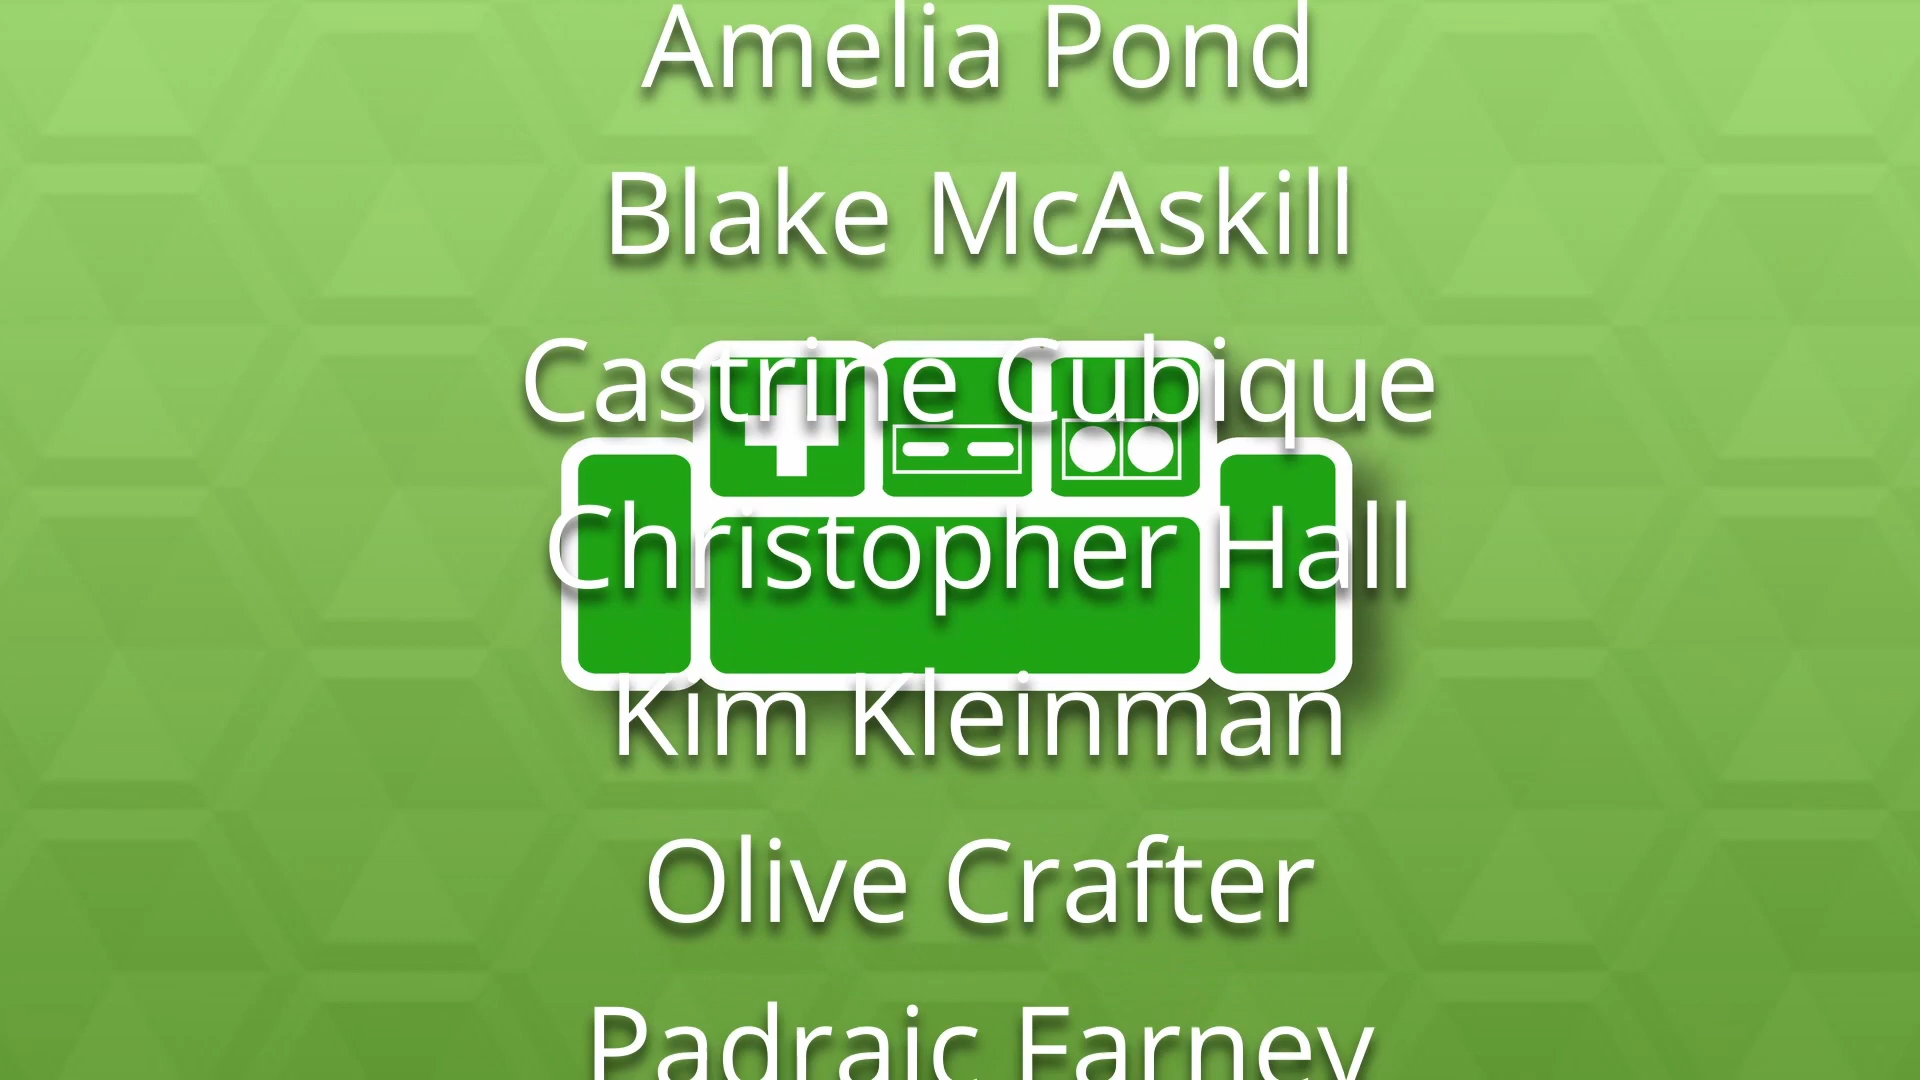 Amelia Pond
Blake McAskill
Castrine Cubique
Christopher Hall
Kim Kleinman
Olive Crafter
Padraic Farney